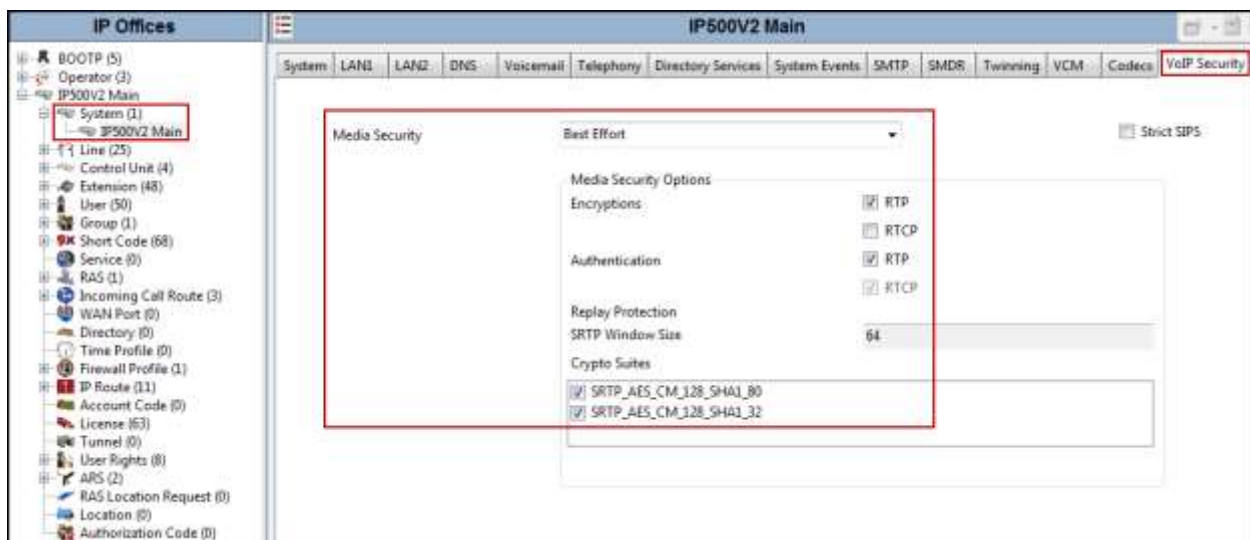 IP Offices
BOOTP (5)
Operator (3)
IP500V2 Main
System (1)
IP500V2 Main
Line (25)
Control Unit (4)
Extension (48)
User (50)
Group (1)
Short Code (68)
Service (0)
RAS (1)
Incoming Call Route (3)
WAN Port (0)
Directory (0)
Time Profile (0)
Firewall Profile (1)
IP Route (11)
Account Code (0)
License (63)
Tunnel (0)
User Rights (8)
ARS (2)
RAS Location Request (0)
Location (0)
Authorization Code (0)
IP500V2 Main
System LAN1 LAN2 DNS Voicemail Telephony Directory Services System Events SMTP SMDR Twinning VCM Codecs VoIP Security
Media Security Best Effort Strict SIPS
Media Security Options
Encryptions RTP
RTCP
Authentication RTP
RTCP
Replay Protection
SRTP Window Size 64
Crypto Suites
SRTP_AES_CM_128_SHA1_80
SRTP_AES_CM_128_SHA1_32